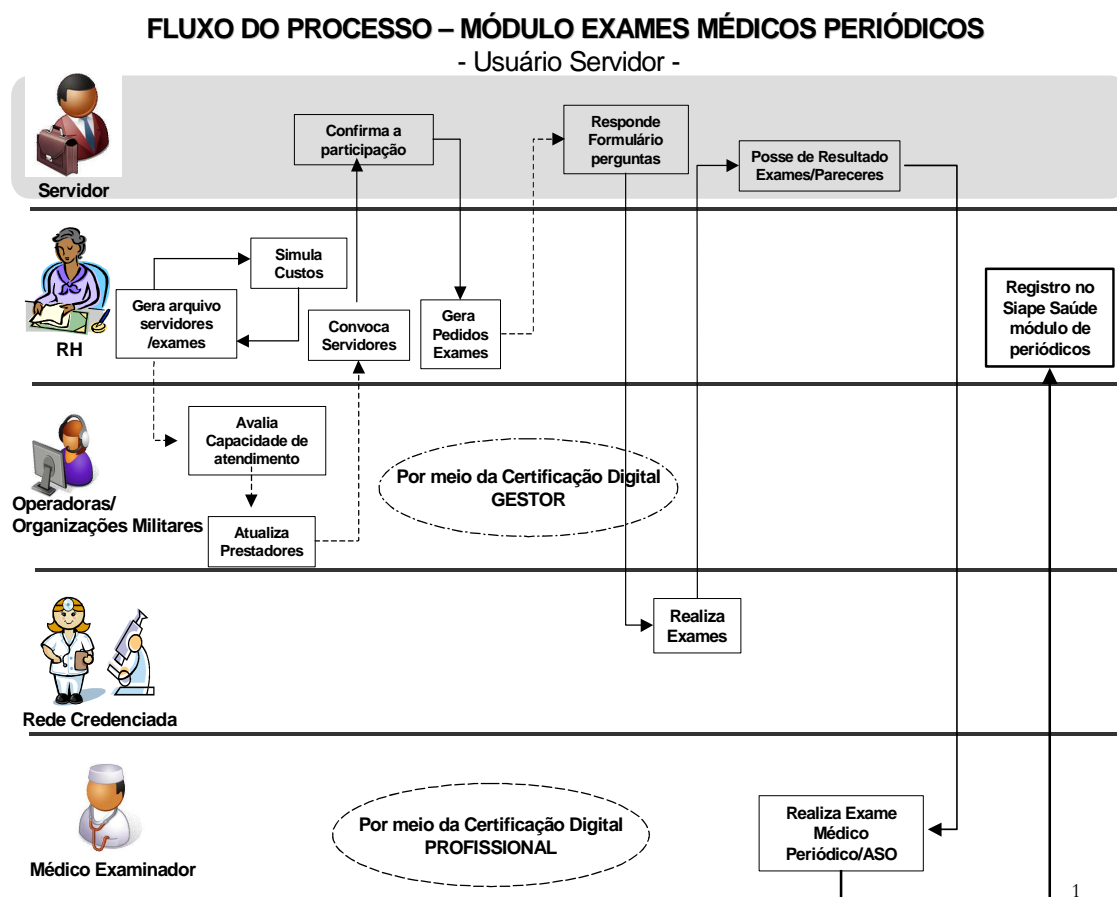 FLUXO DO PROCESSO – MÓDULO EXAMES MÉDICOS PERIÓDICOS
- Usuário Servidor -
Servidor
Confirma a
participação
Responde
Formulário
perguntas
Posse de Resultado
Exames/Pareceres
RH
Gera arquivo
servidores
/exames
Simula
Custos
Convoca
Servidores
Gera
Pedidos
Exames
Registro no
Siape Saúde
módulo de
periódicos
Operadoras/
Organizações Militares
Avalia
Capacidade de
atendimento
Atualiza
Prestadores
Por meio da Certificação Digital
GESTOR
Rede Credenciada
Realiza
Exames
Médico Examinador
Por meio da Certificação Digital
PROFISSIONAL
Realiza Exame
Médico
Periódico/ASO
1